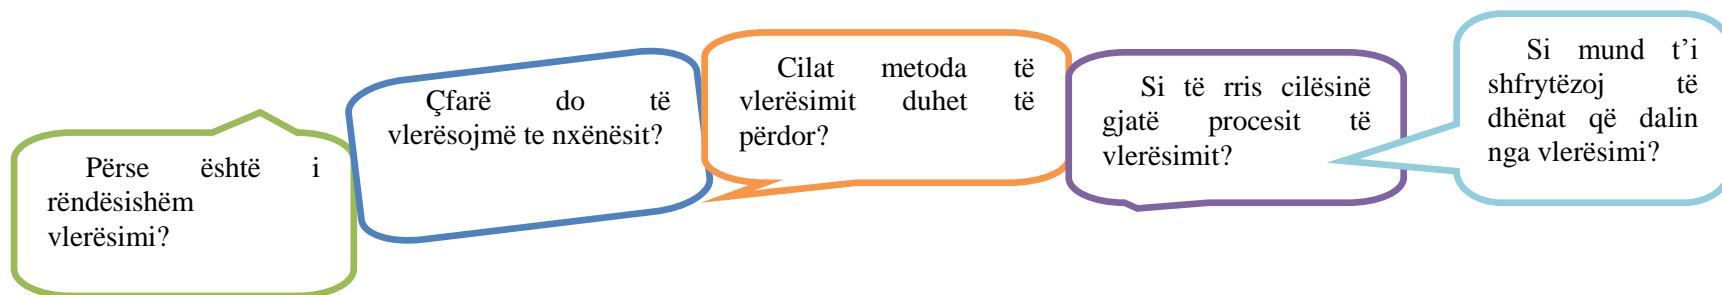 Përse është i
rëndësishëm
vlerësimi?
Çfarë do të
vlerësojmë te nxënësit?
Cilat metoda të
vlerësimit duhet të
përdor?
Si të rris cilësinë
gjatë procesit të
vlerësimit?
Si mund t’i
shfrytëzoj të
dhënat që dalin
nga vlerësimi?